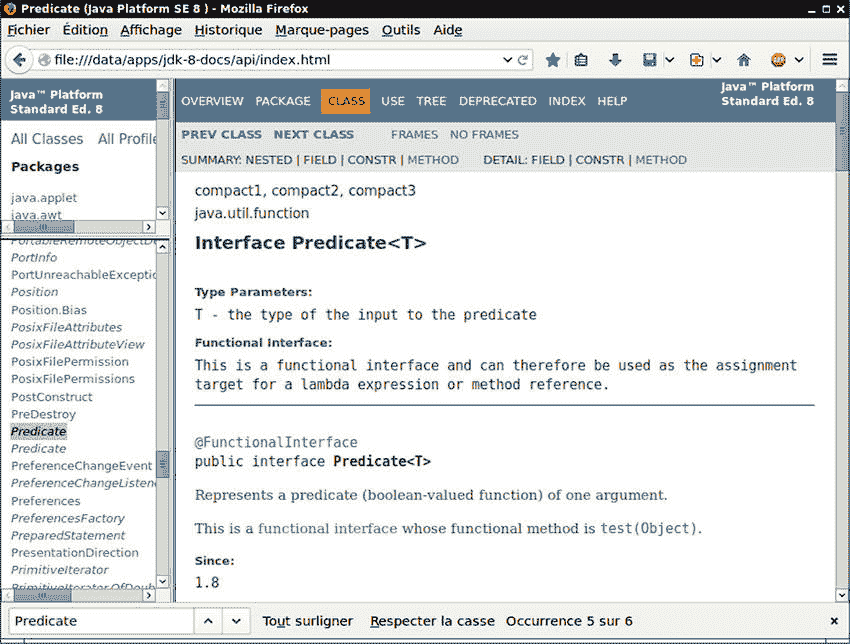 Predicate (Java Platform SE 8 ) - Mozilla Firefox
Fichier Édition Affichage Historique Marque-pages Outils Aide
file:///data/apps/jdk-8-docs/api/index.html
Java™ Platform
Standard Ed. 8
All Classes All Profile
Packages
java.applet
java.awt
PortInfo
PortUnreachableExceptio
Position
Position.Bias
PosixFileAttributes
PosixFileAttributeView
PosixFilePermission
PosixFilePermissions
PostConstruct
PreDestroy
Predicate
Predicate
PreferenceChangeEvent
PreferenceChangeListen
Preferences
PreferencesFactory
PreparedStatement
PresentationDirection
PrimitiveIterator
OVERVIEW PACKAGE CLASS USE TREE DEPRECATED INDEX HELP
Java™ Platform
Standard Ed. 8
PREV CLASS NEXT CLASS FRAMES NO FRAMES
SUMMARY: NESTED | FIELD | CONSTR | METHOD DETAIL: FIELD | CONSTR | METHOD
compact1, compact2, compact3
java.util.function
Interface Predicate<T>
Type Parameters:
T - the type of the input to the predicate
Functional Interface:
This is a functional interface and can therefore be used as the assignment
target for a lambda expression or method reference.
@FunctionalInterface
public interface Predicate<T>
Represents a predicate (boolean-valued function) of one argument.
This is a functional interface whose functional method is test(Object).
Since:
1.8
Predicate Tout surligner Respecter la casse Occurrence 5 sur 6